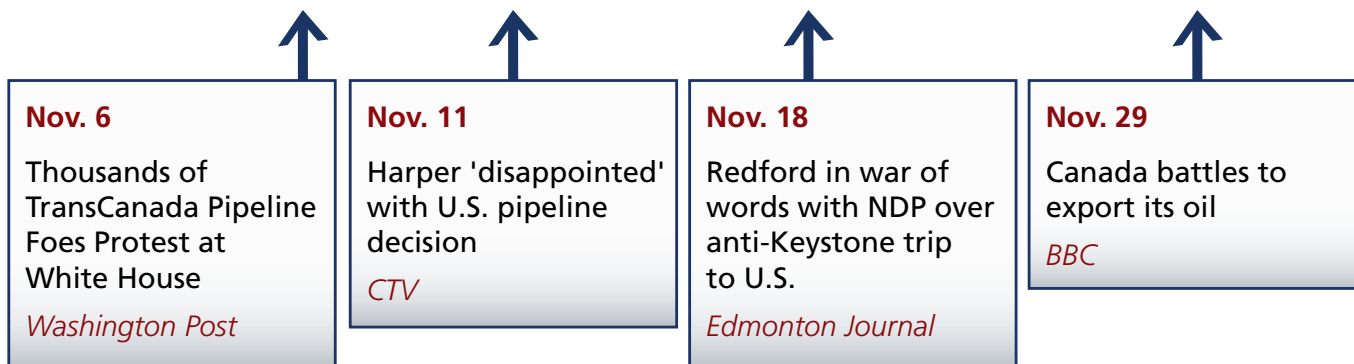 Nov. 6
Thousands of
TransCanada Pipeline
Foes Protest at
White House
Washington Post
Nov. 11
Harper 'disappointed'
with U.S. pipeline
decision
CTV
Nov. 18
Redford in war of
words with NDP over
anti-Keystone trip
to U.S.
Edmonton Journal
Nov. 29
Canada battles to
export its oil
BBC